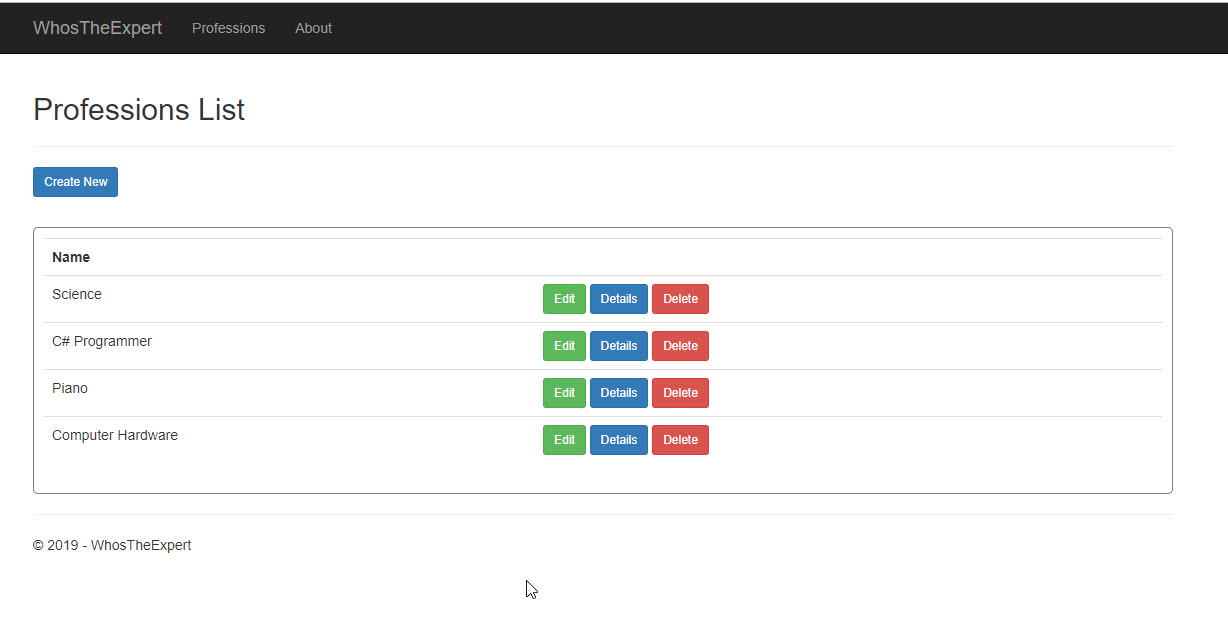 WhosTheExpert Professions About
Professions List
Create New
Name
Science Edit Details Delete
C# Programmer Edit Details Delete
Piano Edit Details Delete
Computer Hardware Edit Details Delete
© 2019 - WhosTheExpert